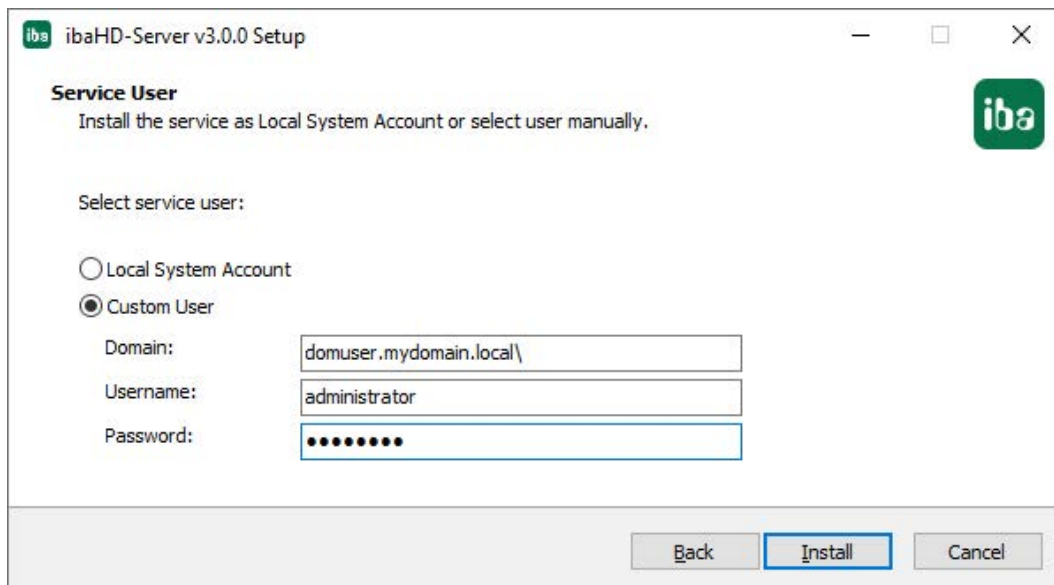 iba ibaHD-Server v3.0.0 Setup
Service User
Install the service as Local System Account or select user manually.
iba
Select service user:
Local System Account
Custom User
Domain: domuser.mydomain.local\
Username: administrator
Password: ●●●●●●●●
Back Install Cancel